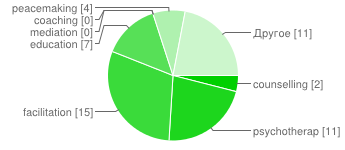 peacemaking [4]
coaching [0]
mediation [0]
education [7]
facilitation [15]
Другое [11]
counselling [2]
psychotherap [11]